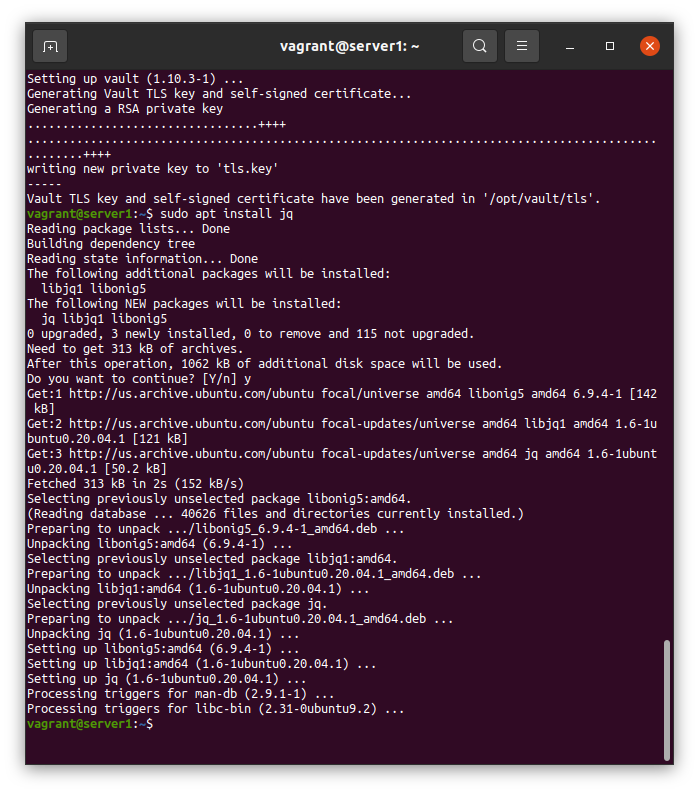 vagrant@server1: ~
Setting up vault (1.10.3-1) ...
Generating Vault TLS key and self-signed certificate...
Generating a RSA private key
.................................++++
..........................................................................................
........++++
writing new private key to 'tls.key'
-----
Vault TLS key and self-signed certificate have been generated in '/opt/vault/tls'.
vagrant@server1:~$ sudo apt install jq
Reading package lists... Done
Building dependency tree
Reading state information... Done
The following additional packages will be installed:
  libjq1 libonig5
The following NEW packages will be installed:
  jq libjq1 libonig5
0 upgraded, 3 newly installed, 0 to remove and 115 not upgraded.
Need to get 313 kB of archives.
After this operation, 1062 kB of additional disk space will be used.
Do you want to continue? [Y/n] y
Get:1 http://us.archive.ubuntu.com/ubuntu focal/universe amd64 libonig5 amd64 6.9.4-1 [142
 kB]
Get:2 http://us.archive.ubuntu.com/ubuntu focal-updates/universe amd64 libjq1 amd64 1.6-1u
buntu0.20.04.1 [121 kB]
Get:3 http://us.archive.ubuntu.com/ubuntu focal-updates/universe amd64 jq amd64 1.6-1ubunt
u0.20.04.1 [50.2 kB]
Fetched 313 kB in 2s (152 kB/s)
Selecting previously unselected package libonig5:amd64.
(Reading database ... 40626 files and directories currently installed.)
Preparing to unpack .../libonig5_6.9.4-1_amd64.deb ...
Unpacking libonig5:amd64 (6.9.4-1) ...
Selecting previously unselected package libjq1:amd64.
Preparing to unpack .../libjq1_1.6-1ubuntu0.20.04.1_amd64.deb ...
Unpacking libjq1:amd64 (1.6-1ubuntu0.20.04.1) ...
Selecting previously unselected package jq.
Preparing to unpack .../jq_1.6-1ubuntu0.20.04.1_amd64.deb ...
Unpacking jq (1.6-1ubuntu0.20.04.1) ...
Setting up libonig5:amd64 (6.9.4-1) ...
Setting up libjq1:amd64 (1.6-1ubuntu0.20.04.1) ...
Setting up jq (1.6-1ubuntu0.20.04.1) ...
Processing triggers for man-db (2.9.1-1) ...
Processing triggers for libc-bin (2.31-0ubuntu9.2) ...
vagrant@server1:~$